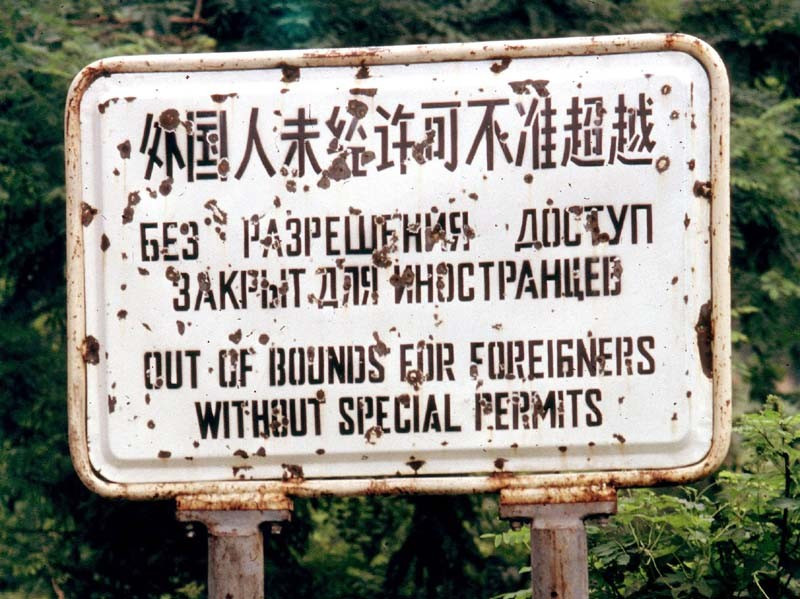 外国人未经许可不准超越
БЕЗ РАЗРЕШЕНИЯ ДОСТУП
ЗАКРЫТ ДЛЯ ИНОСТРАНЦЕВ
OUT OF BOUNDS FOR FOREIGNERS
WITHOUT SPECIAL PERMITS